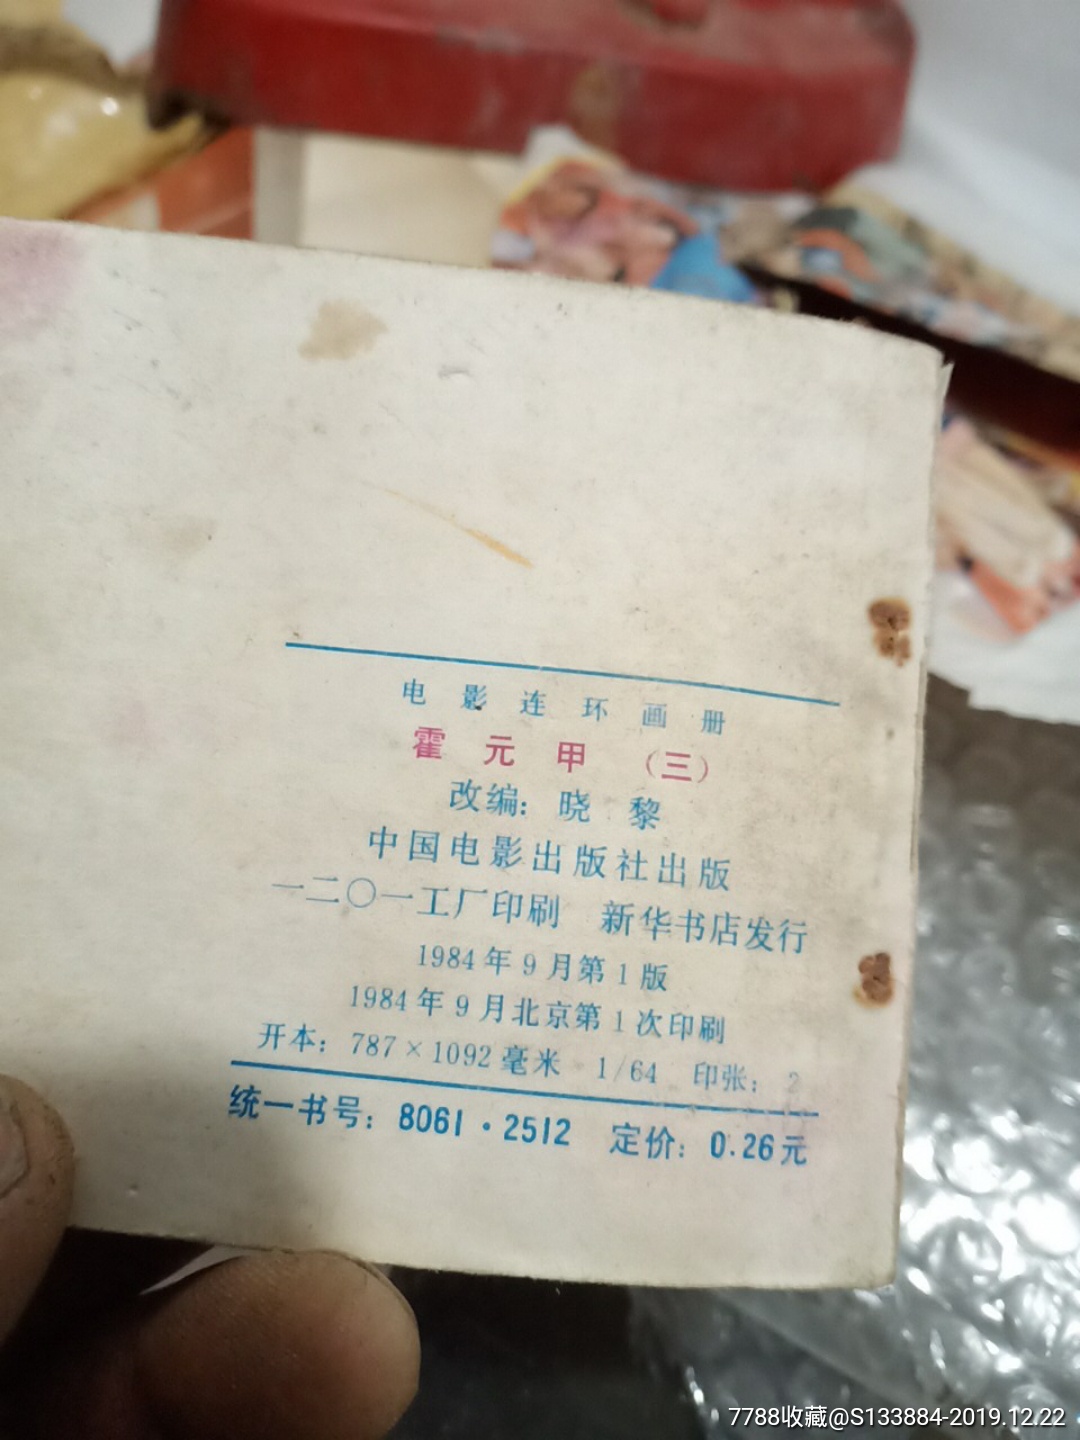 电影连环画册
霍元甲（三）
改编：晓黎
中国电影出版社出版
一二〇一工厂印刷 新华书店发行
1984年9月第1版
1984年9月北京第1次印刷
开本：787×1092毫米 1/64 印张：2
统一书号：8061·2512 定价：0.26元
7788收藏@S133884-2019.12.22